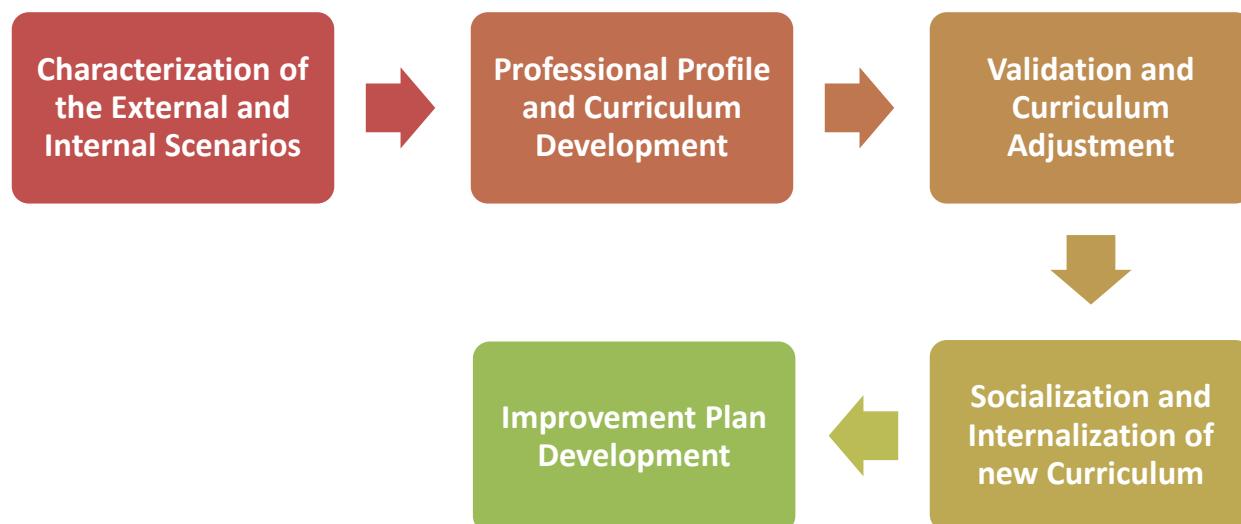 Characterization of
the External and
Internal Scenarios
Professional Profile
and Curriculum
Development
Validation and
Curriculum
Adjustment
Socialization and
Internalization of
new Curriculum
Improvement Plan
Development